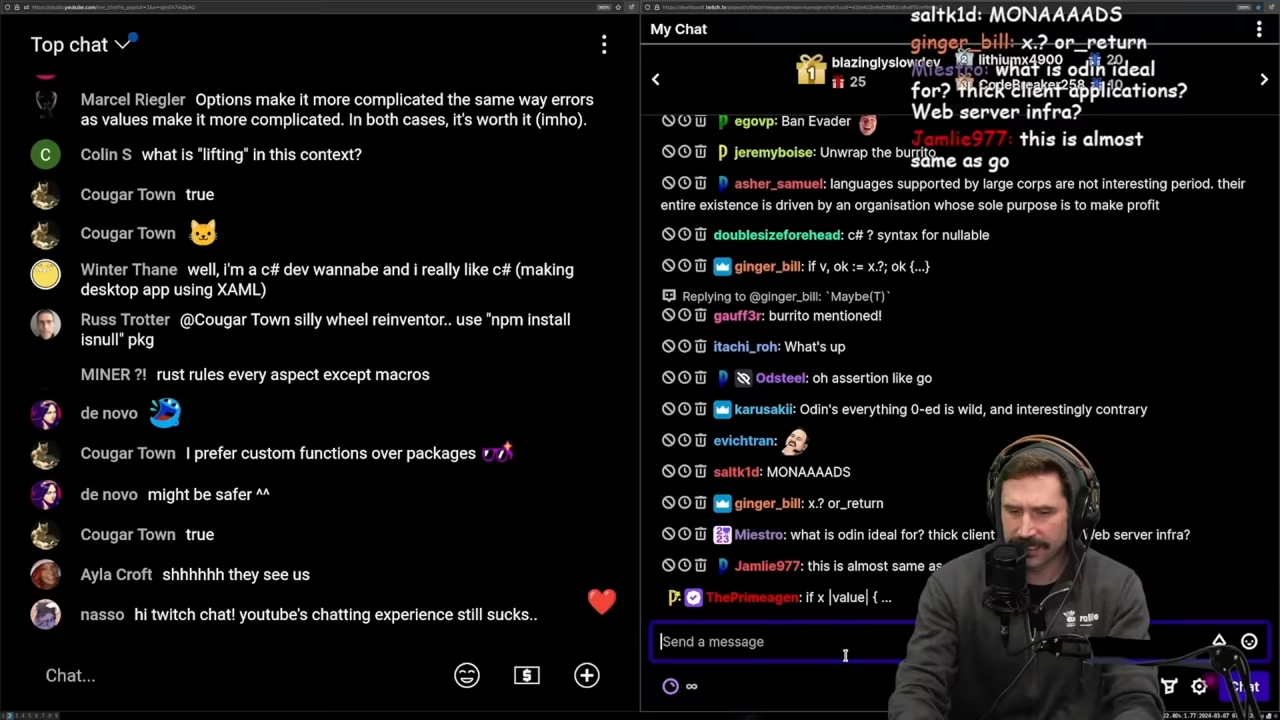 Top chat
Marcel Riegler Options make it more complicated the same way errors
as values make it more complicated. In both cases, it's worth it (imho).
C
Colin S what is "lifting" in this context?
Cougar Town true
Cougar Town
Winter Thane well, i'm a c# dev wannabe and i really like c# (making
desktop app using XAML)
Russ Trotter @Cougar Town silly wheel reinventor.. use "npm install
isnull" pkg
MINER ?! rust rules every aspect except macros
de novo
Cougar Town I prefer custom functions over packages
de novo might be safer ^^
Cougar Town true
Ayla Croft shhhhhh they see us
nasso hi twitch chat! youtube's chatting experience still sucks..
Chat...
My Chat
1
blazinglyslowdev
25
lithiumx4900
20
CodeBreaker258
saltk1d: MONAAAADS
ginger_bill: x.? or_return
Miestro: what is odin ideal
for? thick client applications?
Web server infra?
Jamlie977: this is almost
same as go
egovp: Ban Evader
jeremyboise: Unwrap the burrito
asher_samuel: languages supported by large corps are not interesting period. their
entire existence is driven by an organisation whose sole purpose is to make profit
doublesizeforehead: c# ? syntax for nullable
ginger_bill: if v, ok := x.?; ok {...}
Replying to @ginger_bill: `Maybe(T)`
gauff3r: burrito mentioned!
itachi_roh: What's up
Odsteel: oh assertion like go
karusakii: Odin's everything 0-ed is wild, and interestingly contrary
evichtran:
saltk1d: MONAAAADS
ginger_bill: x.? or_return
Miestro: what is odin ideal for? thick client Web server infra?
Jamlie977: this is almost same as
ThePrimeagen: if x |value| { ...
Send a message
Chat